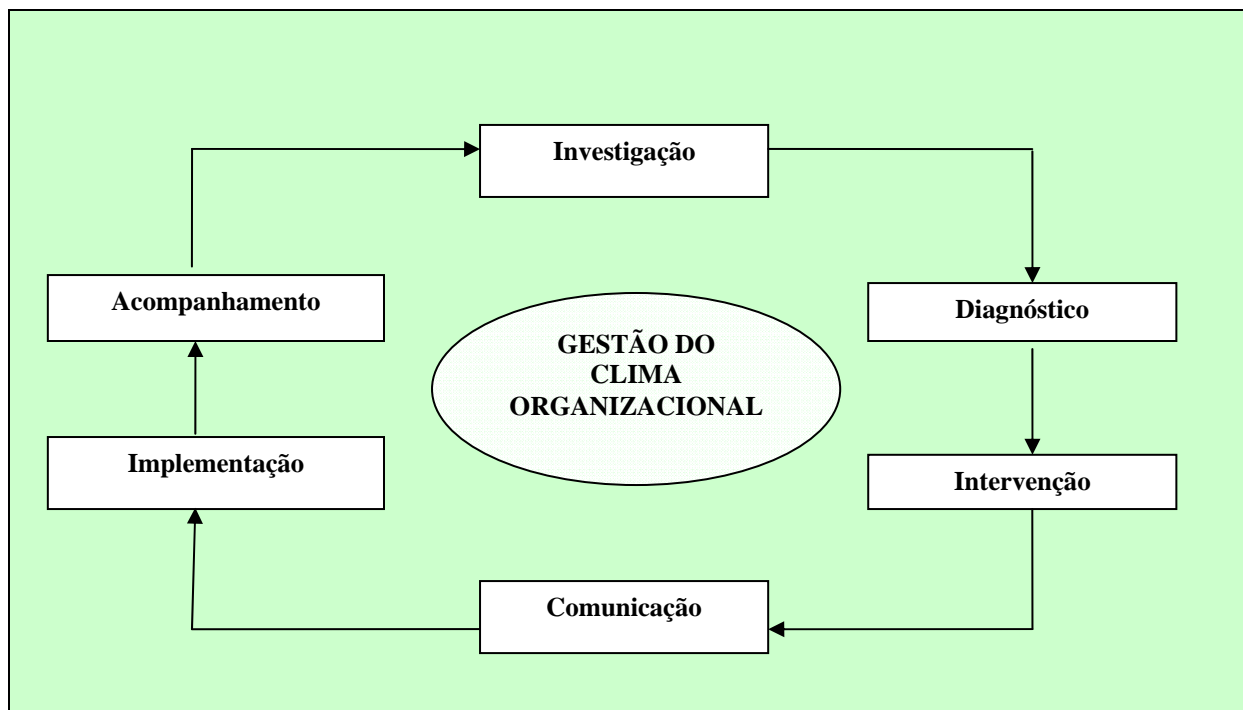 Investigação
Acompanhamento
Diagnóstico
GESTÃO DO
CLIMA
ORGANIZACIONAL
Implementação
Intervenção
Comunicação